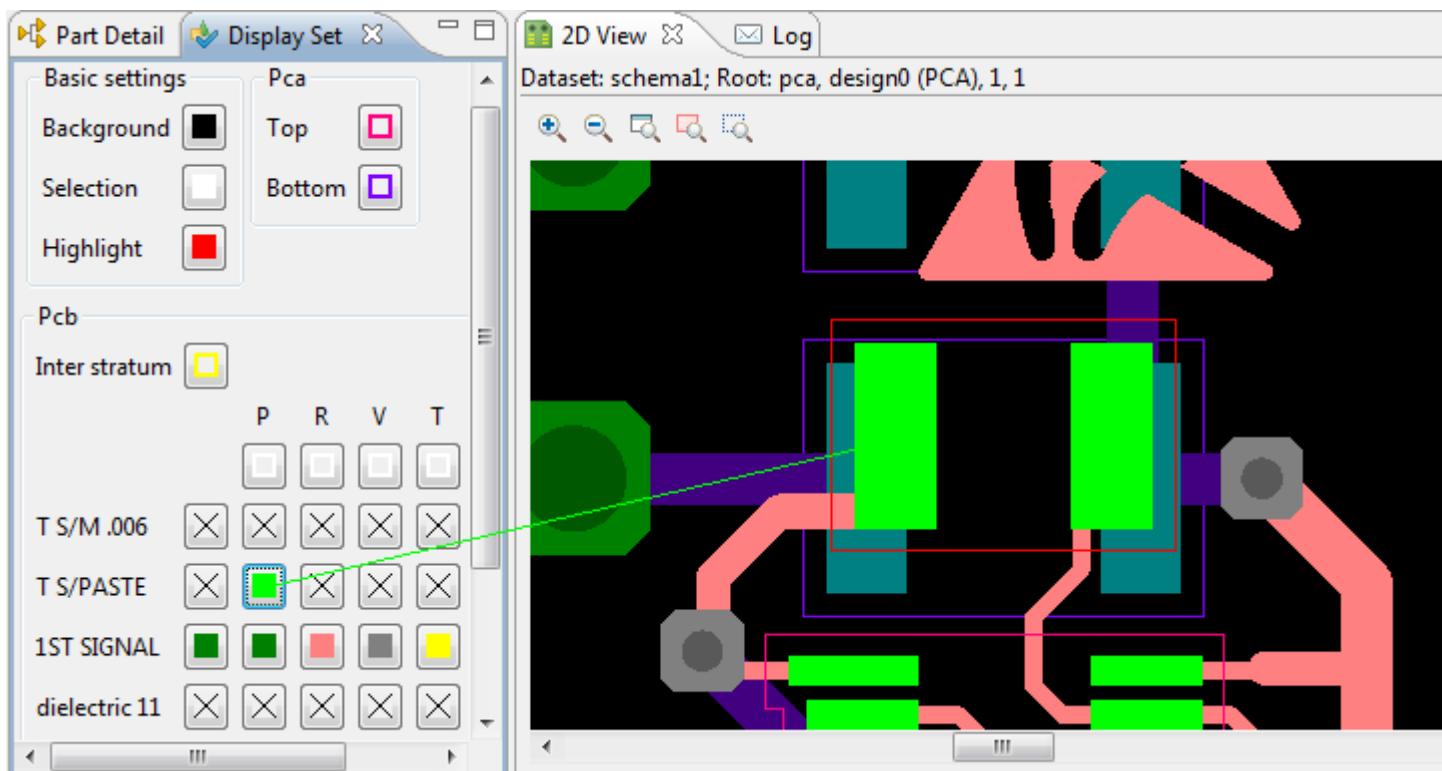 Part Detail
Display Set
2D View
Log
Basic settings
Pca
Dataset: schema1; Root: pca, design0 (PCA), 1, 1
Background
Top
Selection
Bottom
Highlight
Pcb
Inter stratum
P R V T
T S/M .006
T S/PASTE
1ST SIGNAL
dielectric 11